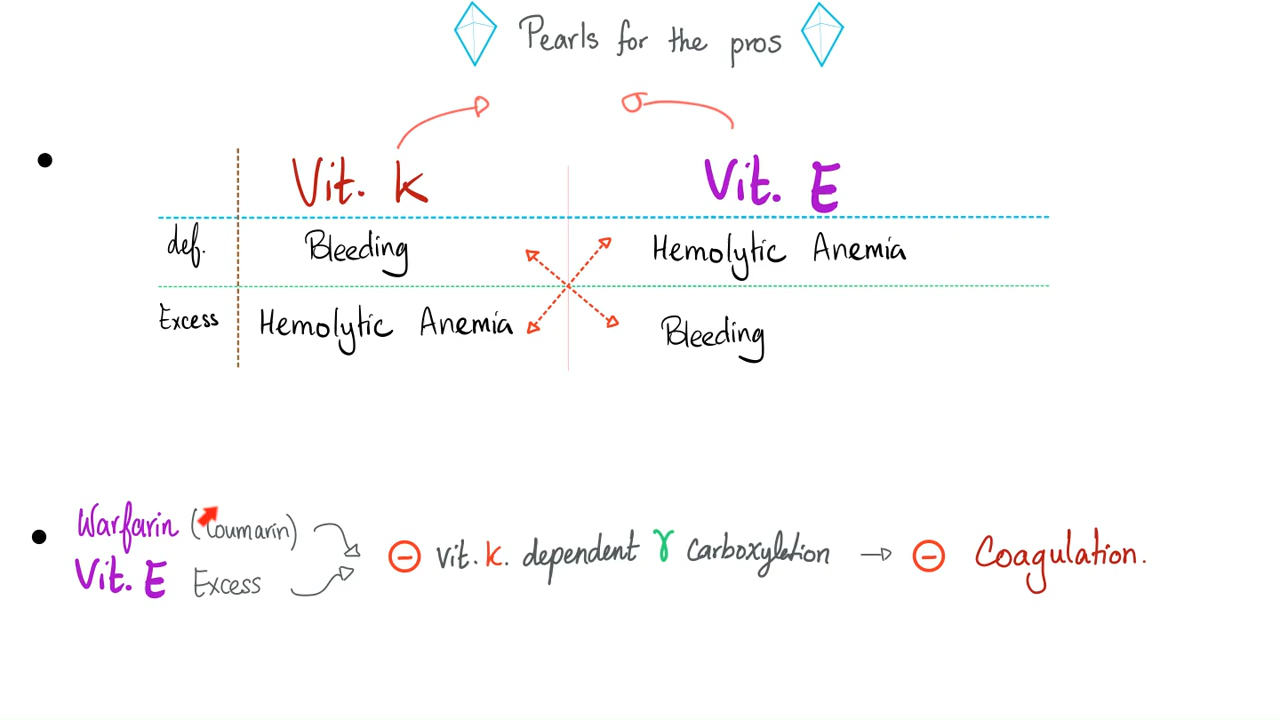 Pearls for the pros
Vit. K Vit. E
def. Bleeding Hemolytic Anemia
Excess Hemolytic Anemia Bleeding
Warfarin (Coumarin)
Vit. E Excess
⊖ Vit. K. dependent γ Carboxylation → ⊖ Coagulation.